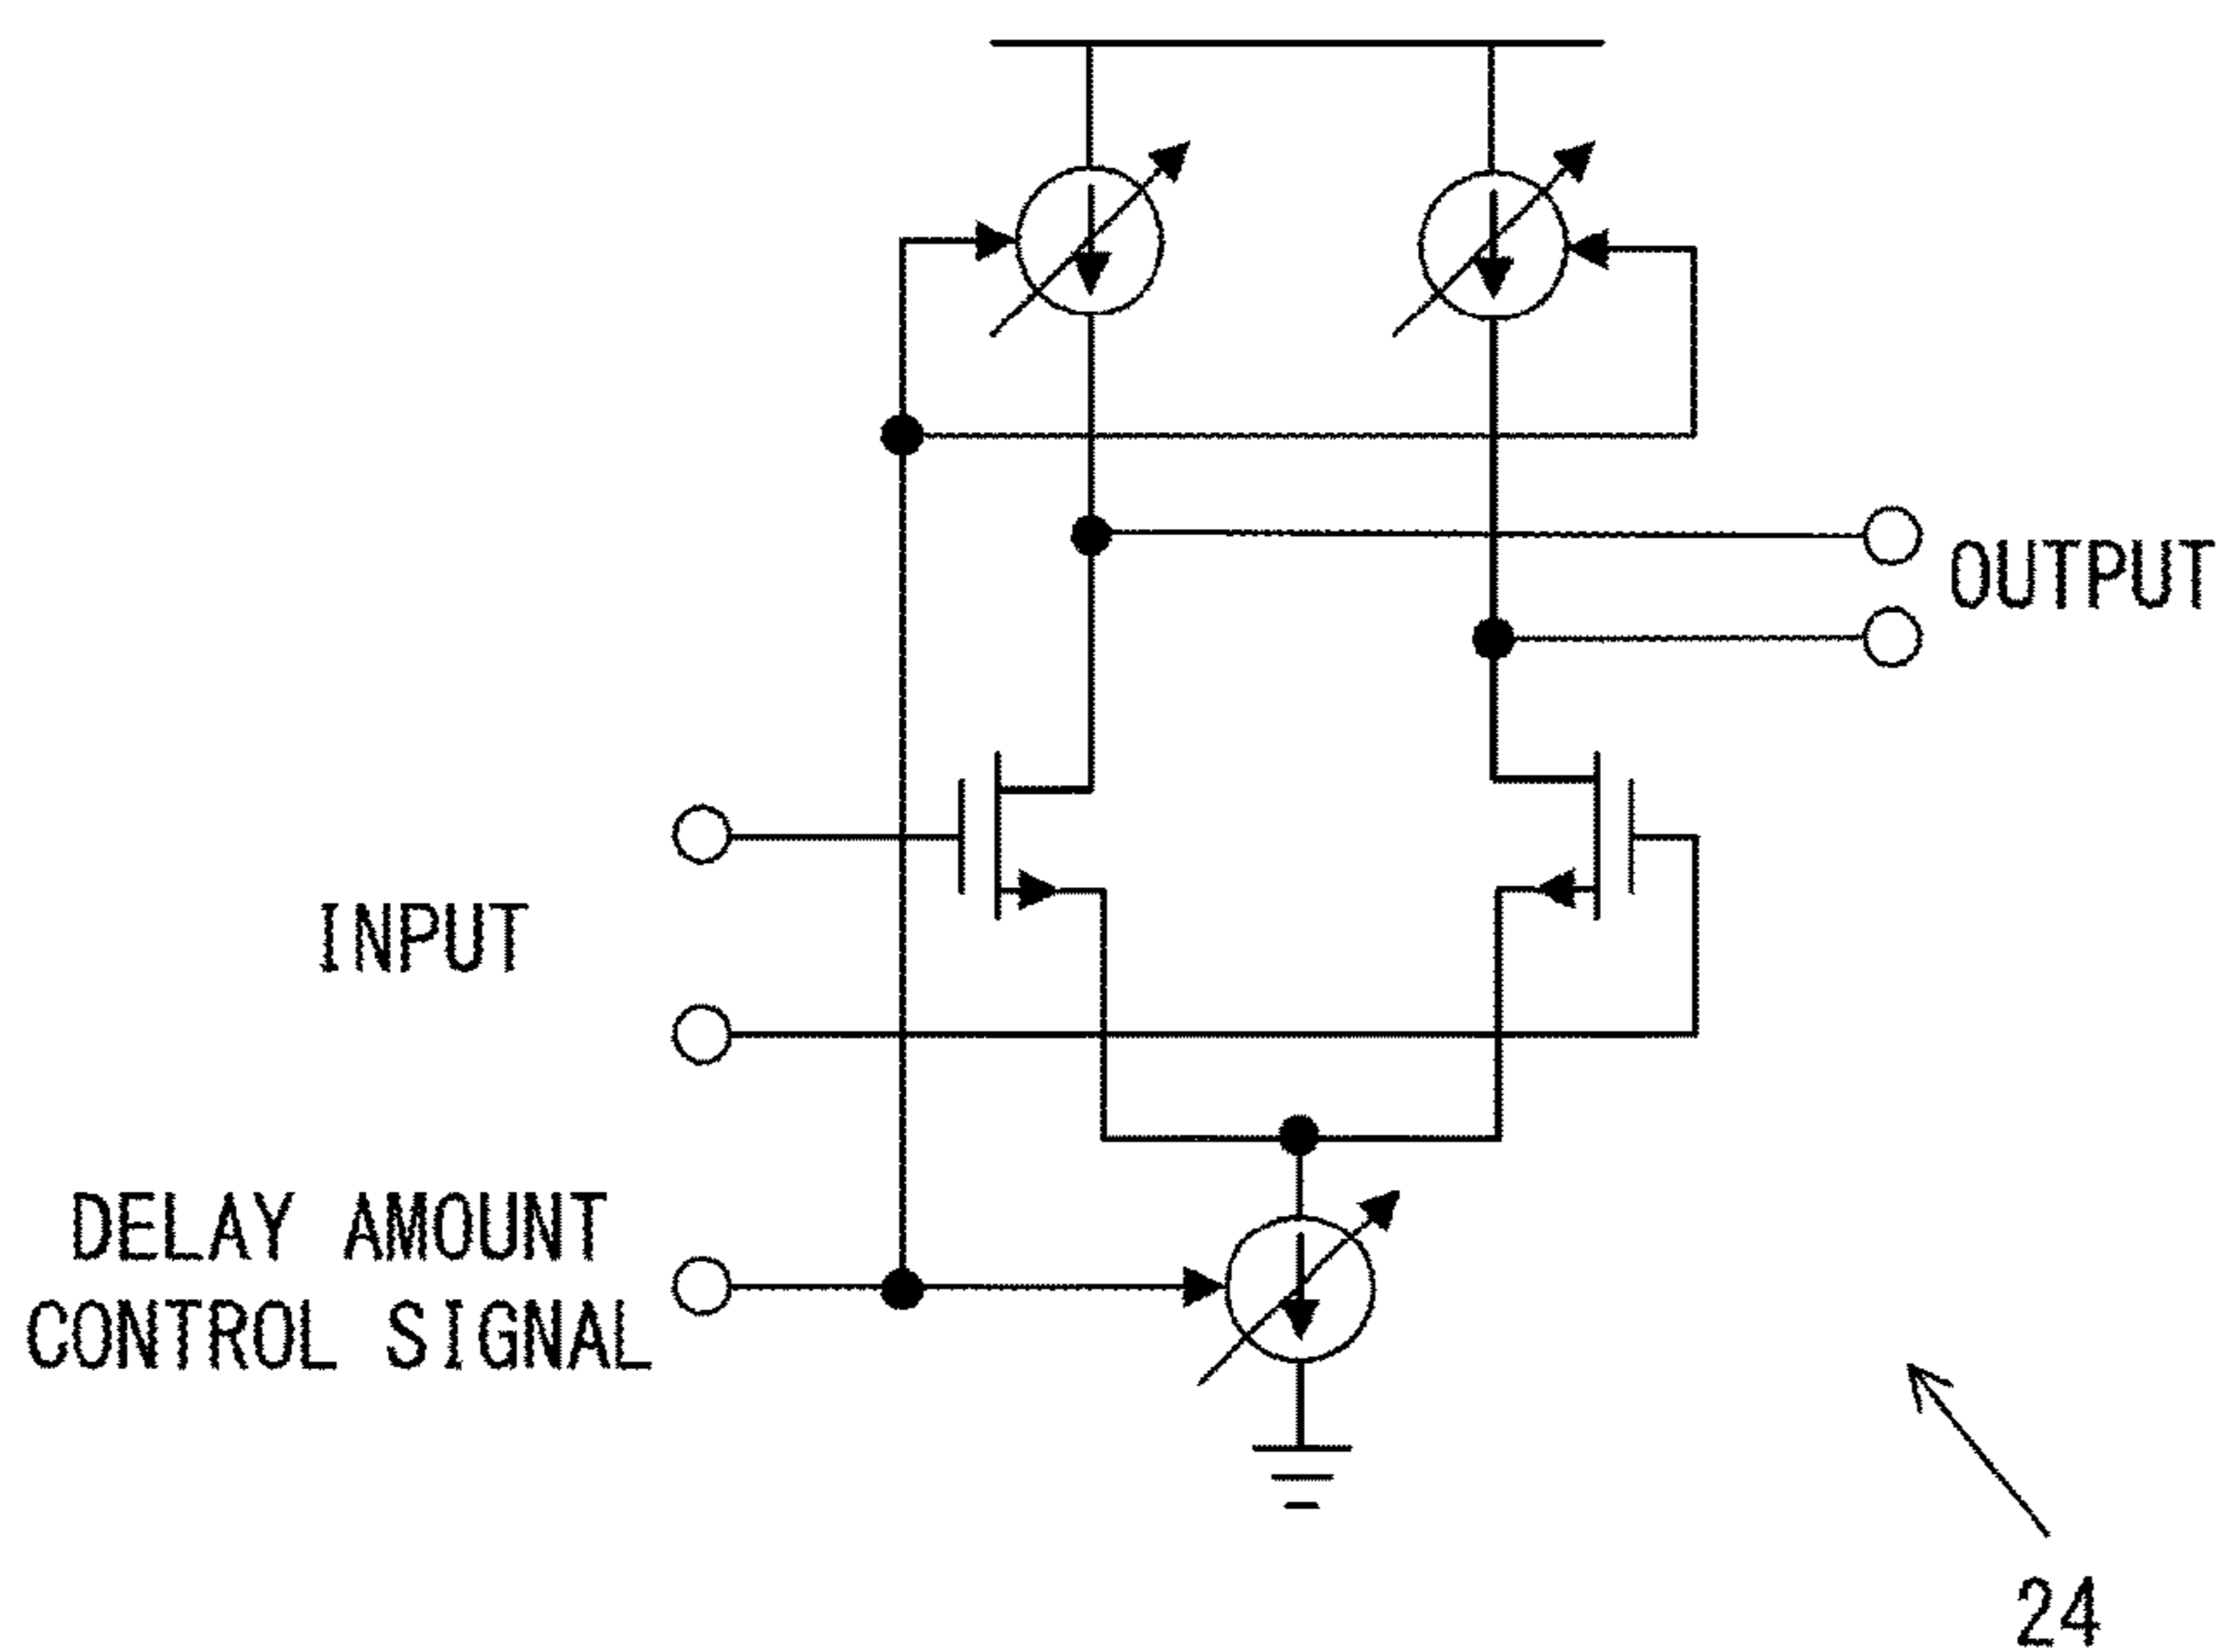 OUTPUT
INPUT
DELAY AMOUNT
CONTROL SIGNAL
24